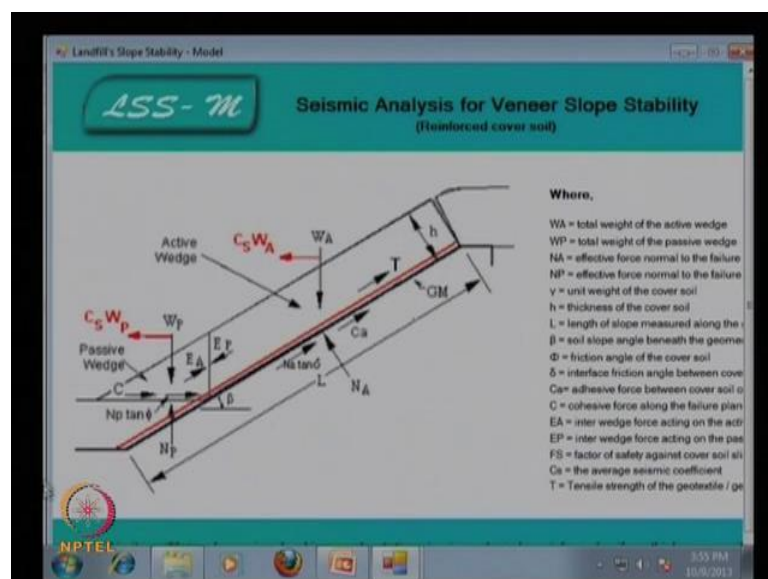 Landfill's Slope Stability - Model
LSS- M
Seismic Analysis for Veneer Slope Stability
(Reinforced cover soil)
Where,
WA = total weight of the active wedge
WP = total weight of the passive wedge
NA = effective force normal to the failure
NP = effective force normal to the failure
γ = unit weight of the cover soil
h = thickness of the cover soil
L = length of slope measured along the
β = soil slope angle beneath the geome
Φ = friction angle of the cover soil
δ = interface friction angle between cove
Ca= adhesive force between cover soil o
C = cohesive force along the failure plan
EA = inter wedge force acting on the acti
EP = inter wedge force acting on the pas
FS = factor of safety against cover soil sli
Cs = the average seismic coefficient
T = Tensile strength of the geotextile / ge
Active
Wedge
CSWA
WA
h
T
GM
CSWP
WP
Passive
Wedge
EA
EP
Ca
Na tanδ
L
NA
C
β
Np tanϕ
NP
NPTEL
3:55 PM
10/9/2013